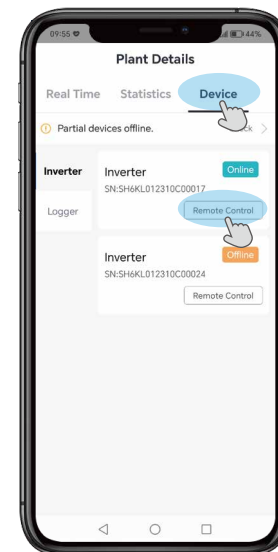 09:55 44%
Plant Details
Real Time Statistics Device
Partial devices offline.
Inverter
Logger
Inverter Online
SN:SH6KL012310C00017
Remote Control
Inverter Offline
SN:SH6KL012310C00024
Remote Control